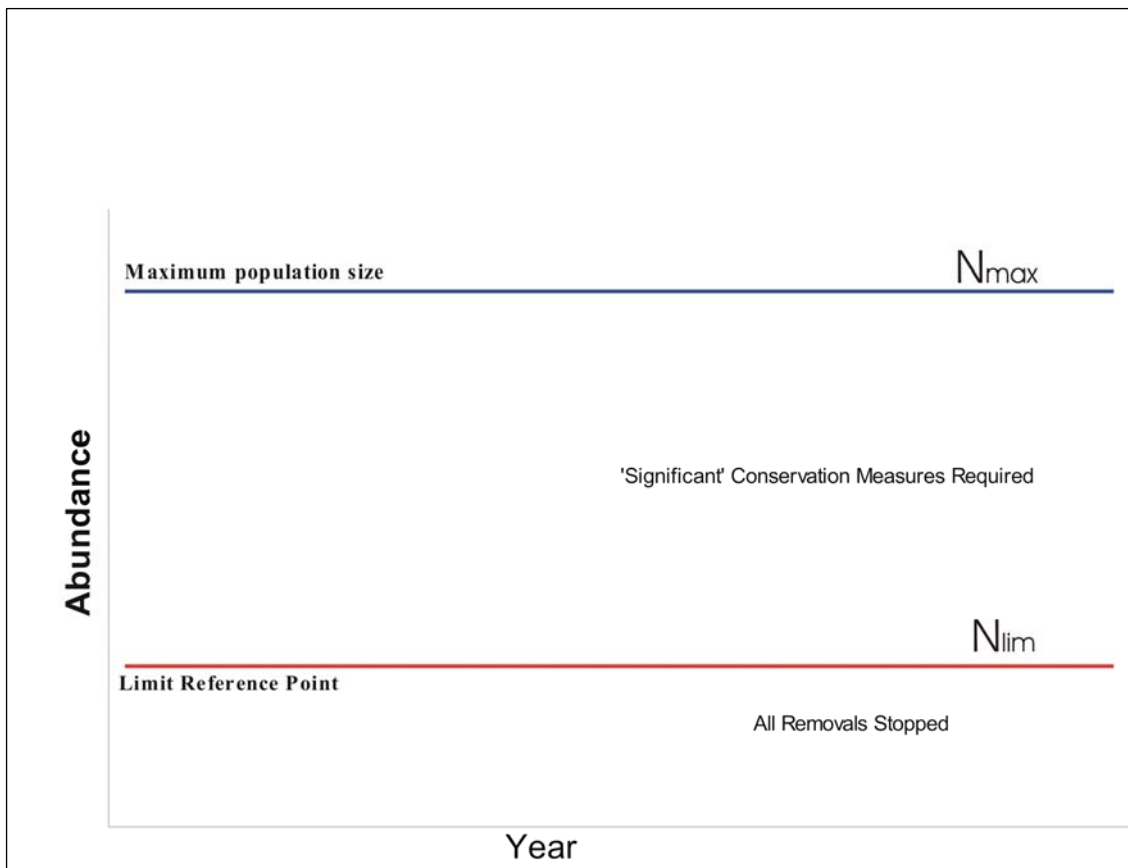 Maximum population size
Nmax
'Significant' Conservation Measures Required
Abundance
Nlim
Limit Reference Point
All Removals Stopped
Year